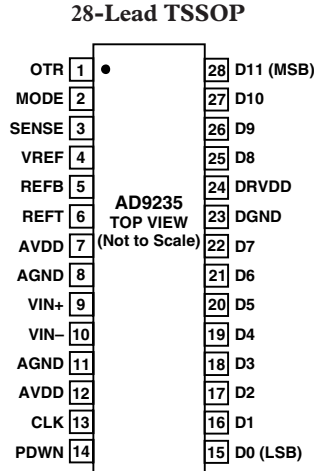 28-Lead TSSOP
OTR 1 28 D11 (MSB)
MODE 2 27 D10
SENSE 3 26 D9
VREF 4 25 D8
REFB 5 24 DRVDD
REFT 6 23 DGND
AVDD 7 22 D7
AGND 8 21 D6
VIN+ 9 20 D5
VIN– 10 19 D4
AGND 11 18 D3
AVDD 12 17 D2
CLK 13 16 D1
PDWN 14 15 D0 (LSB)
AD9235
TOP VIEW
(Not to Scale)